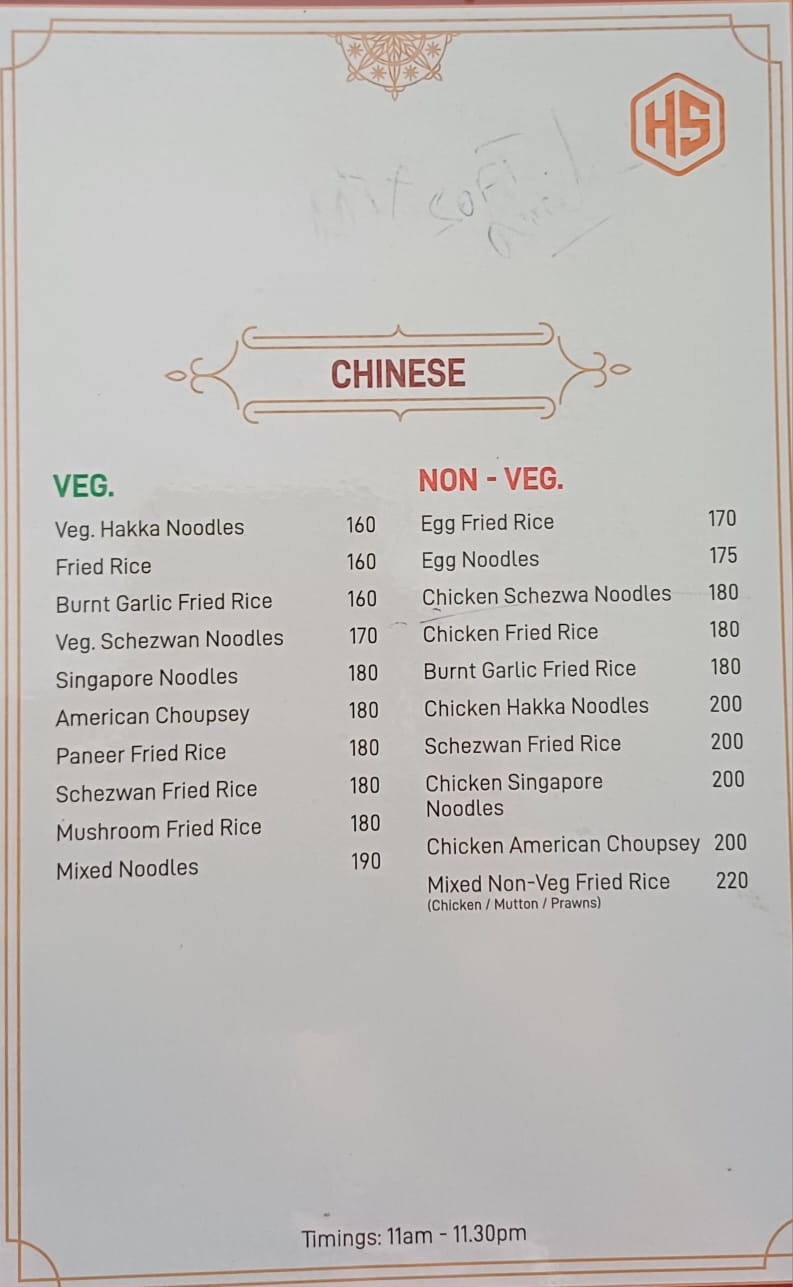 HS
CHINESE
VEG.
Veg. Hakka Noodles 160
Fried Rice 160
Burnt Garlic Fried Rice 160
Veg. Schezwan Noodles 170
Singapore Noodles 180
American Choupsey 180
Paneer Fried Rice 180
Schezwan Fried Rice 180
Mushroom Fried Rice 180
Mixed Noodles 190
NON - VEG.
Egg Fried Rice 170
Egg Noodles 175
Chicken Schezwa Noodles 180
Chicken Fried Rice 180
Burnt Garlic Fried Rice 180
Chicken Hakka Noodles 200
Schezwan Fried Rice 200
Chicken Singapore 200
Noodles
Chicken American Choupsey 200
Mixed Non-Veg Fried Rice 220
(Chicken / Mutton / Prawns)
Timings: 11am - 11.30pm